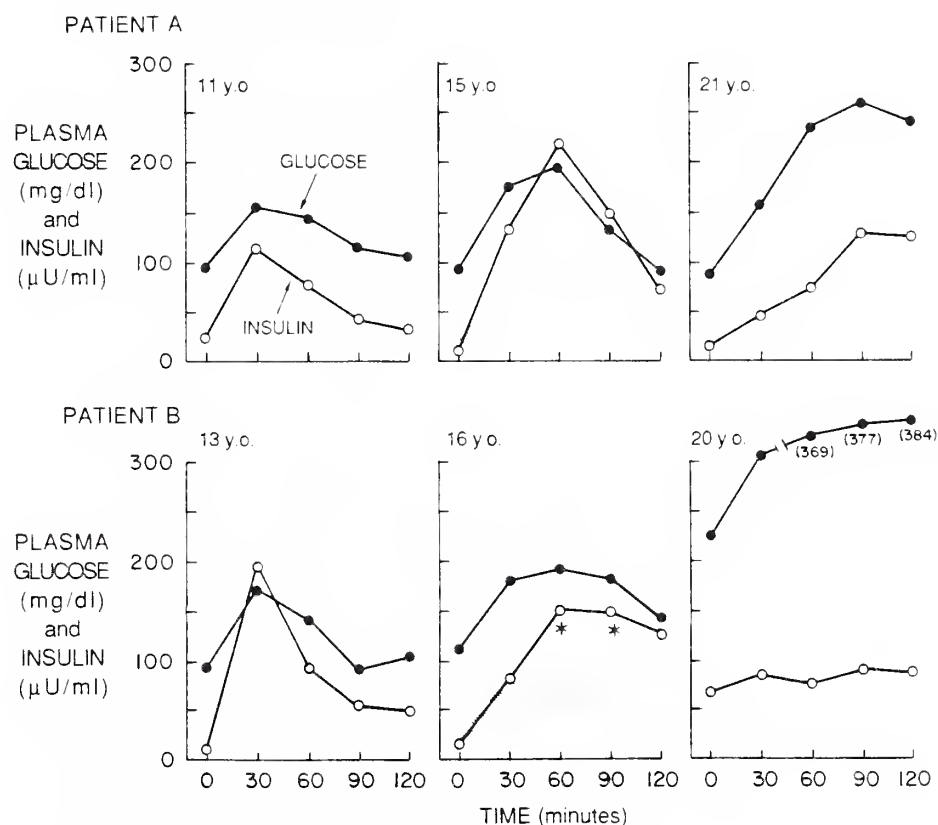 PATIENT A
11 y.o.
15 y.o
21 y.o.
300
200
100
0
PLASMA
GLUCOSE
(mg/dl)
and
INSULIN
(μU/ml)
GLUCOSE
INSULIN
PATIENT B
13 y.o.
16 y.o.
20 y o.
300
200
100
0
PLASMA
GLUCOSE
(mg/dl)
and
INSULIN
(μU/ml)
(369)
(377)
(384)
*
*
0 30 60 90 120
0 30 60 90 120
0 30 60 90 120
TIME (minutes)